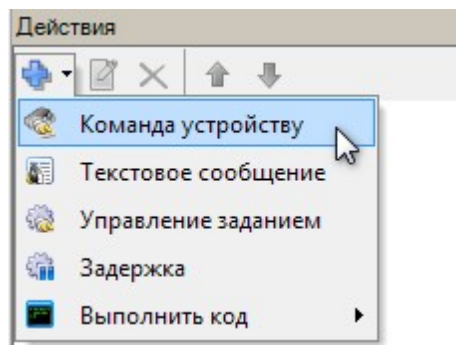 Действия
Команда устройству
Текстовое сообщение
Управление заданием
Задержка
Выполнить код